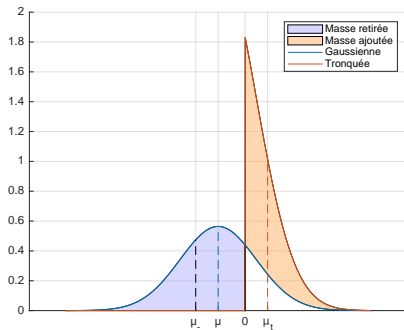 2
1.8
1.6
1.4
1.2
1
0.8
0.6
0.4
0.2
0
Masse retirée
Masse ajoutée
Gaussienne
Tronquée
μ- μ 0 μt